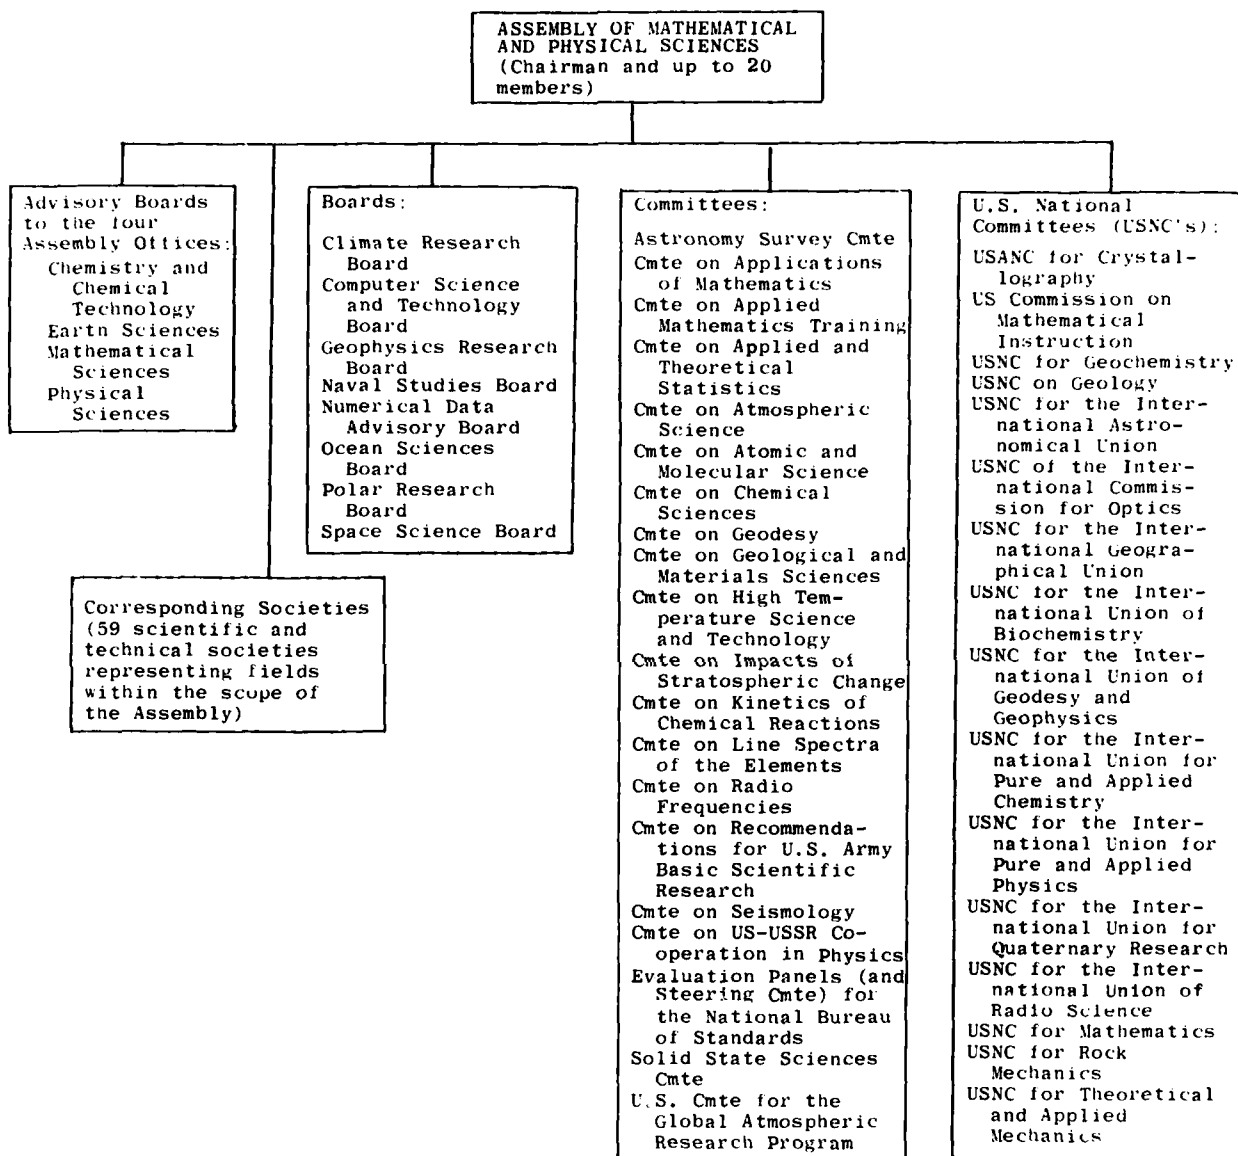 ASSEMBLY OF MATHEMATICAL
AND PHYSICAL SCIENCES
(Chairman and up to 20
members)
Advisory Boards
to the four
Assembly Offices:
Chemistry and
Chemical
Technology
Eartn Sciences
Mathematical
Sciences
Physical
Sciences
Corresponding Societies
(59 scientific and
technical societies
representing fields
within the scope of
the Assembly)
Boards:
Climate Research
Board
Computer Science
and Technology
Board
Geophysics Research
Board
Naval Studies Board
Numerical Data
Advisory Board
Ocean Sciences
Board
Polar Research
Board
Space Science Board
Committees:
Astronomy Survey Cmte
Cmte on Applications
of Mathematics
Cmte on Applied
Mathematics Training
Cmte on Applied and
Theoretical
Statistics
Cmte on Atmospheric
Science
Cmte on Atomic and
Molecular Science
Cmte on Chemical
Sciences
Cmte on Geodesy
Cmte on Geological and
Materials Sciences
Cmte on High Tem-
perature Science
and Technology
Cmte on Impacts of
Stratospheric Change
Cmte on Kinetics of
Chemical Reactions
Cmte on Line Spectra
of the Elements
Cmte on Radio
Frequencies
Cmte on Recommenda-
tions for U.S. Army
Basic Scientific
Research
Cmte on Seismology
Cmte on US-USSR Co-
operation in Physics
Evaluation Panels (and
Steering Cmte) for
the National Bureau
of Standards
Solid State Sciences
Cmte
U.S. Cmte for the
Global Atmospheric
Research Program
U.S. National
Committees (USNC's):
USANC for Crystal-
lography
US Commission on
Mathematical
Instruction
USNC for Geochemistry
USNC on Geology
USNC for the Inter-
national Astro-
nomical Union
USNC of the Inter-
national Commis-
sion for Optics
USNC for the Inter-
national Geogra-
phical Union
USNC for tne Inter-
national Union of
Biochemistry
USNC for the Inter-
national Union of
Geodesy and
Geophysics
USNC for the Inter-
national Union for
Pure and Applied
Chemistry
USNC for the Inter-
national Union for
Pure and Applied
Physics
USNC for the Inter-
national Union for
Quaternary Research
USNC for the Inter-
national Union of
Radio Science
USNC for Mathematics
USNC for Rock
Mechanics
USNC for Theoretical
and Applied
Mechanics